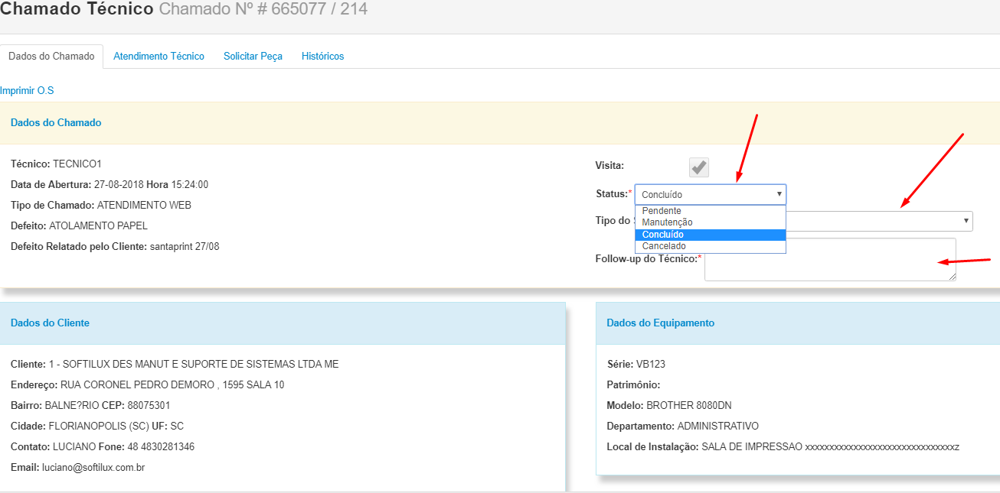 Chamado Técnico Chamado Nº # 665077 / 214
Dados do Chamado Atendimento Técnico Solicitar Peça Históricos
Imprimir O.S
Dados do Chamado
Técnico: TECNICO1
Data de Abertura: 27-08-2018 Hora 15:24:00
Tipo de Chamado: ATENDIMENTO WEB
Defeito: ATOLAMENTO PAPEL
Defeito Relatado pelo Cliente: santaprint 27/08
Visita:
Status:* Concluído
Pendente
Manutenção
Concluído
Cancelado
Tipo do
Follow-up do Técnico:*
Dados do Cliente
Cliente: 1 - SOFTILUX DES MANUT E SUPORTE DE SISTEMAS LTDA ME
Endereço: RUA CORONEL PEDRO DEMORO , 1595 SALA 10
Bairro: BALNE?RIO CEP: 88075301
Cidade: FLORIANOPOLIS (SC) UF: SC
Contato: LUCIANO Fone: 48 4830281346
Email: luciano@softilux.com.br
Dados do Equipamento
Série: VB123
Patrimônio:
Modelo: BROTHER 8080DN
Departamento: ADMINISTRATIVO
Local de Instalação: SALA DE IMPRESSAO xxxxxxxxxxxxxxxxxxxxxxxxxxxxxxxz